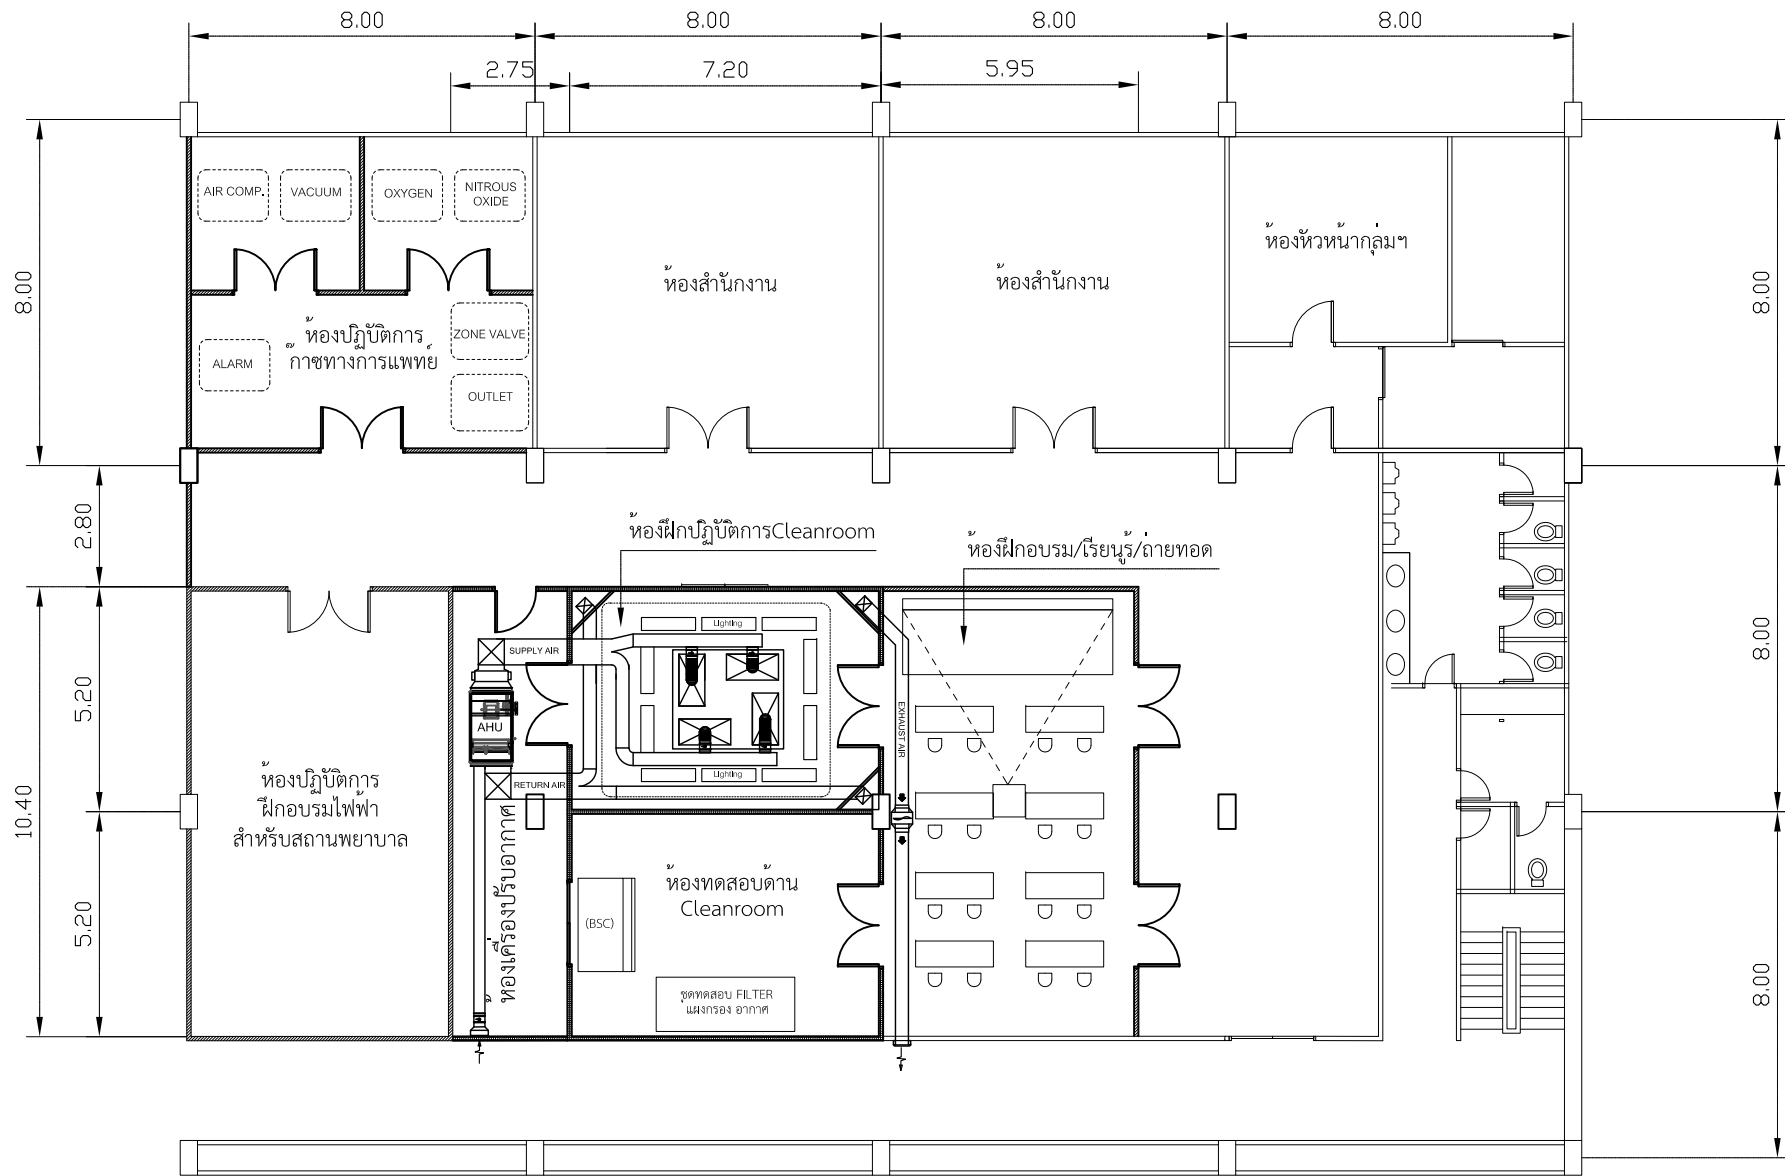 8.00
8.00
8.00
8.00
2.75
7.20
5.95
8.00
2.80
10.40
5.20
5.20
8.00
8.00
8.00
AIR COMP.
VACUUM
OXYGEN
NITROUS
OXIDE
ห้องปฏิบัติการ
ก๊าซทางการแพทย์
ALARM
ZONE VALVE
OUTLET
ห้องสำนักงาน
ห้องสำนักงาน
ห้องหัวหน้ากลุ่มฯ
ห้องฝึกปฏิบัติการCleanroom
ห้องฝึกอบรม/เรียนรู้/ถ่ายทอด
Lighting
SUPPLY AIR
AHU
RETURN AIR
Lighting
EXHAUST AIR
ห้องปฏิบัติการ
ฝึกอบรมไฟฟ้า
สำหรับสถานพยาบาล
ห้องเครื่องปรับอากาศ
ห้องทดสอบด้าน
Cleanroom
(BSC)
ชุดทดสอบ FILTER
แผงกรอง อากาศ